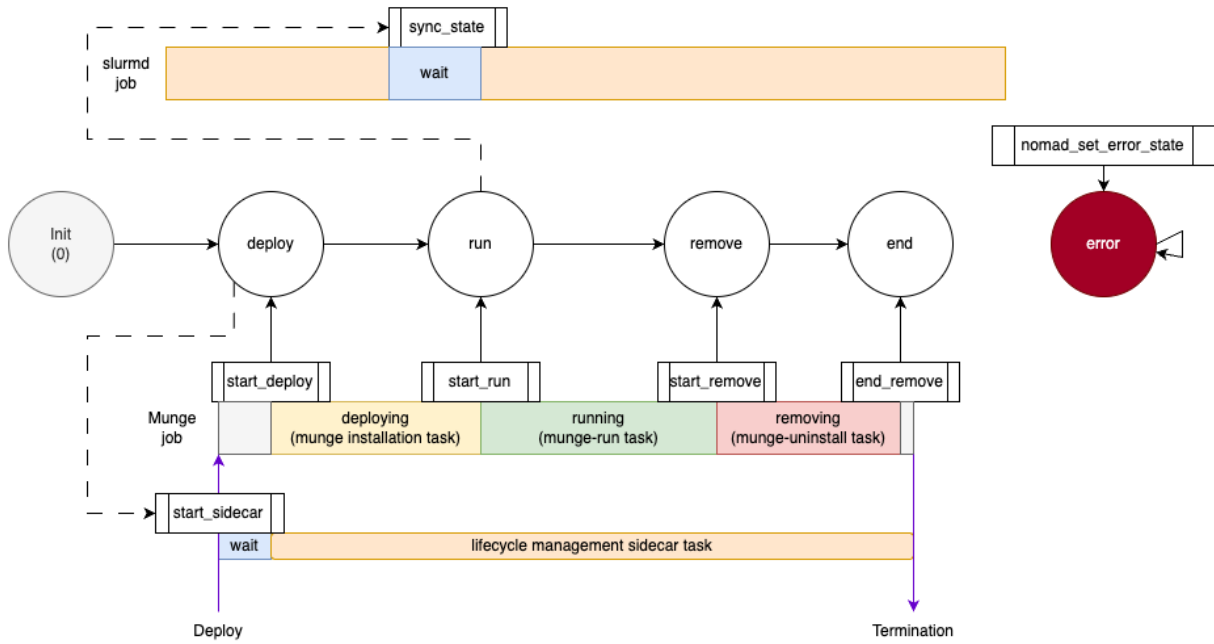 sync_state
slurmd
job
wait
nomad_set_error_state
Init
(0)
deploy
run
remove
end
error
start_deploy
start_run
start_remove
end_remove
Munge
job
deploying
(munge installation task)
running
(munge-run task)
removing
(munge-uninstall task)
start_sidecar
wait
lifecycle management sidecar task
Deploy
Termination